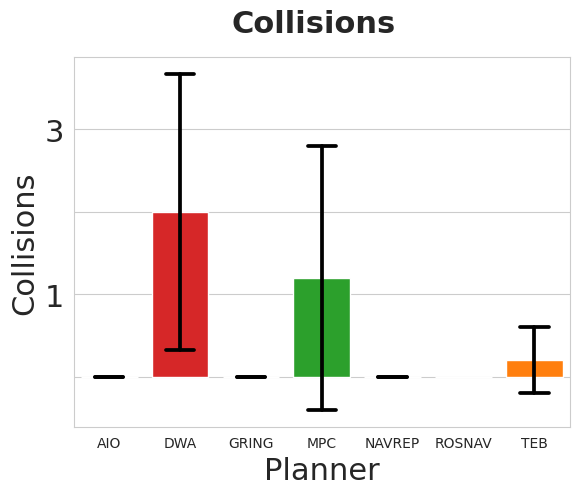 Collisions
Collisions
3
1
AIO DWA GRING MPC NAVREP ROSNAV TEB
Planner